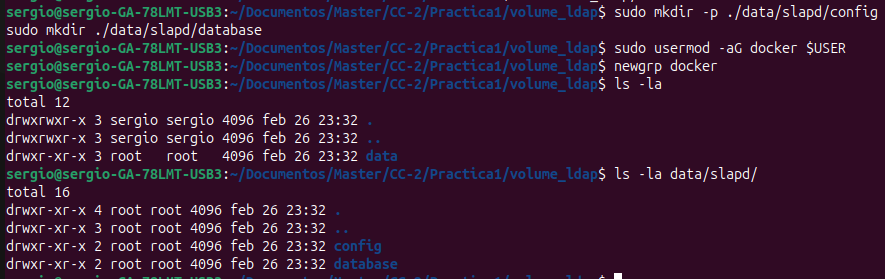 sergio@sergio-GA-78LMT-USB3:~/Documentos/Master/CC-2/Practica1/volume_ldap$ sudo mkdir -p ./data/slapd/config
sudo mkdir ./data/slapd/database
sergio@sergio-GA-78LMT-USB3:~/Documentos/Master/CC-2/Practica1/volume_ldap$ sudo usermod -aG docker $USER
sergio@sergio-GA-78LMT-USB3:~/Documentos/Master/CC-2/Practica1/volume_ldap$ newgrp docker
sergio@sergio-GA-78LMT-USB3:~/Documentos/Master/CC-2/Practica1/volume_ldap$ ls -la
total 12
drwxrwxr-x 3 sergio sergio 4096 feb 26 23:32 .
drwxrwxr-x 3 sergio sergio 4096 feb 26 23:32 ..
drwxr-xr-x 3 root   root   4096 feb 26 23:32 data
sergio@sergio-GA-78LMT-USB3:~/Documentos/Master/CC-2/Practica1/volume_ldap$ ls -la data/slapd/
total 16
drwxr-xr-x 4 root root 4096 feb 26 23:32 .
drwxr-xr-x 3 root root 4096 feb 26 23:32 ..
drwxr-xr-x 2 root root 4096 feb 26 23:32 config
drwxr-xr-x 2 root root 4096 feb 26 23:32 database
sergio@sergio-GA-78LMT-USB3:~/Documentos/Master/CC-2/Practica1/volume_ldap$